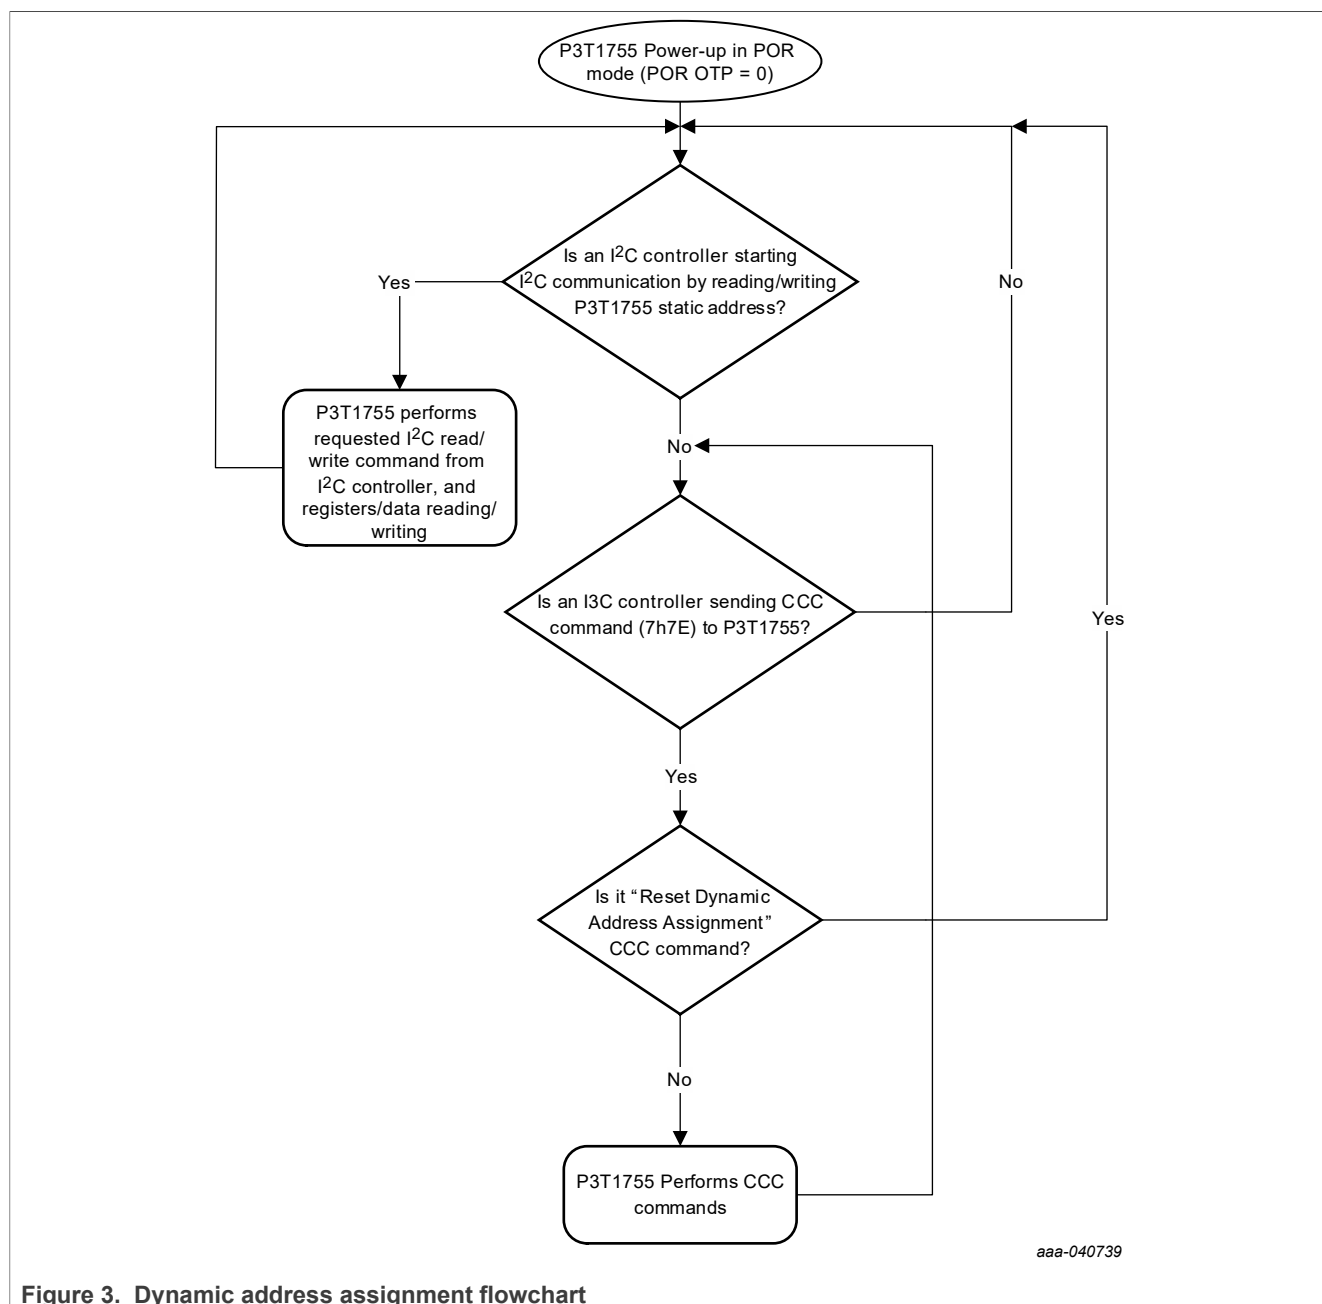 P3T1755 Power-up in POR
mode (POR OTP = 0)
Is an I²C controller starting
I²C communication by reading/writing
P3T1755 static address?
Yes
No
P3T1755 performs
requested I²C read/
write command from
I²C controller, and
registers/data reading/
writing
No
Is an I3C controller sending CCC
command (7h7E) to P3T1755?
Yes
Yes
Is it “Reset Dynamic
Address Assignment”
CCC command?
No
P3T1755 Performs CCC
commands
aaa-040739
Figure 3. Dynamic address assignment flowchart